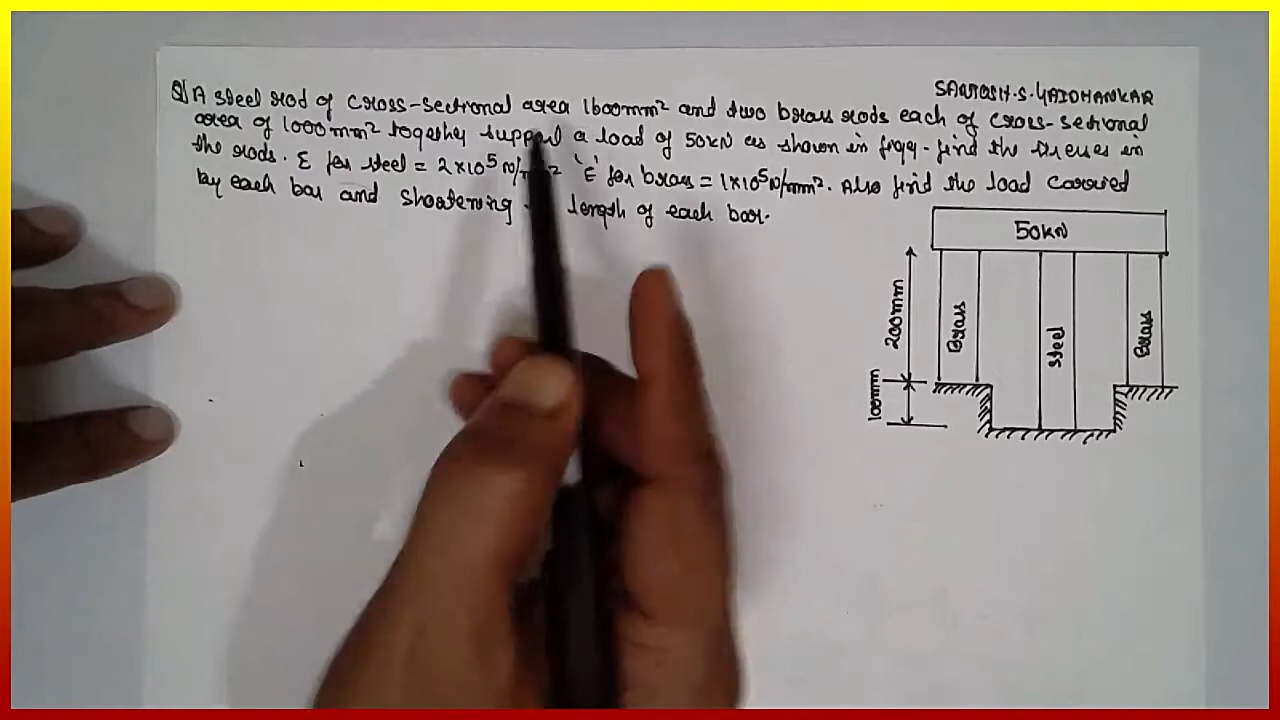 SANTOSH.S.GAIDHANKAR
Q) A steel rod of cross-sectional area 1600mm² and two brass rods each of cross-sectional
area of 1000mm² together support a load of 50kN as shown in fig. find the stresses in
the rods. E for steel = 2×10⁵N/mm² 'E' for brass = 1×10⁵N/mm². Also find the load carried
by each bar and shortening length of each bar.
50kN
200mm
Brass
Steel
Brass
100mm